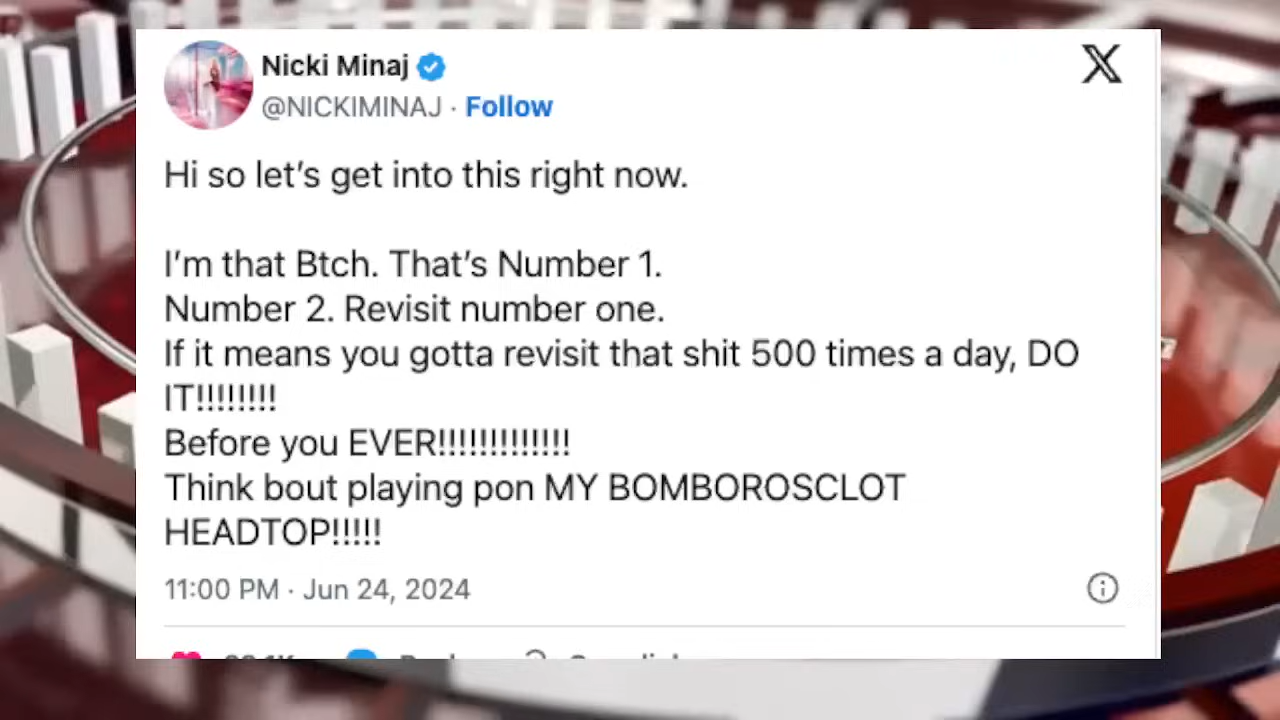 Nicki Minaj
@NICKIMINAJ · Follow
Hi so let’s get into this right now.
I’m that Btch. That’s Number 1.
Number 2. Revisit number one.
If it means you gotta revisit that shit 500 times a day, DO
IT!!!!!!!!
Before you EVER!!!!!!!!!!!!!
Think bout playing pon MY BOMBOROSCLOT
HEADTOP!!!!!
11:00 PM · Jun 24, 2024